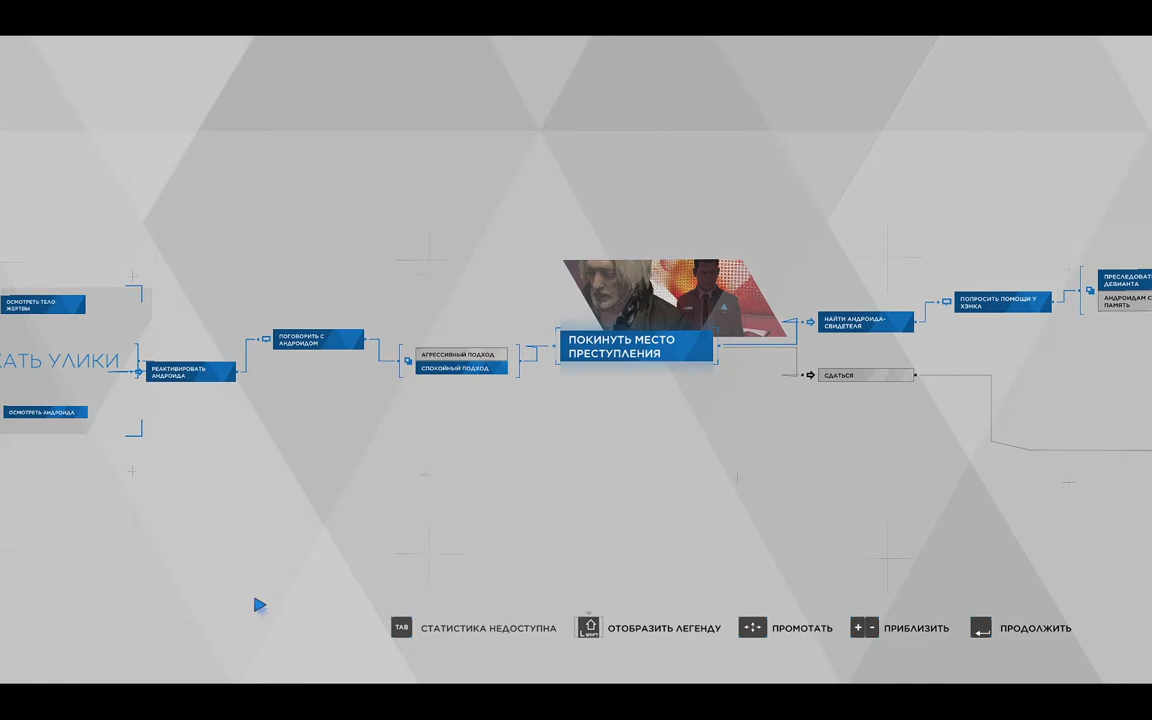 ОСМОТРЕТЬ ТЕЛО
ЖЕРТВЫ
АТЬ УЛИКИ
ОСМОТРЕТЬ АНДРОИДА
РЕАКТИВИРОВАТЬ
АНДРОИДА
ПОГОВОРИТЬ С
АНДРОИДОМ
АГРЕССИВНЫЙ ПОДХОД
СПОКОЙНЫЙ ПОДХОД
ПОКИНУТЬ МЕСТО
ПРЕСТУПЛЕНИЯ
НАЙТИ АНДРОИДА-
СВИДЕТЕЛЯ
СДАТЬСЯ
ПОПРОСИТЬ ПОМОЩИ У
ХЭНКА
ПРЕСЛЕДОВАТЬ
ДЕВИАНТА
АНДРОИДАМ С
ПАМЯТЬ
TAB СТАТИСТИКА НЕДОСТУПНА
L SHIFT ОТОБРАЗИТЬ ЛЕГЕНДУ
ПРОМОТАТЬ
+ - ПРИБЛИЗИТЬ
ПРОДОЛЖИТЬ